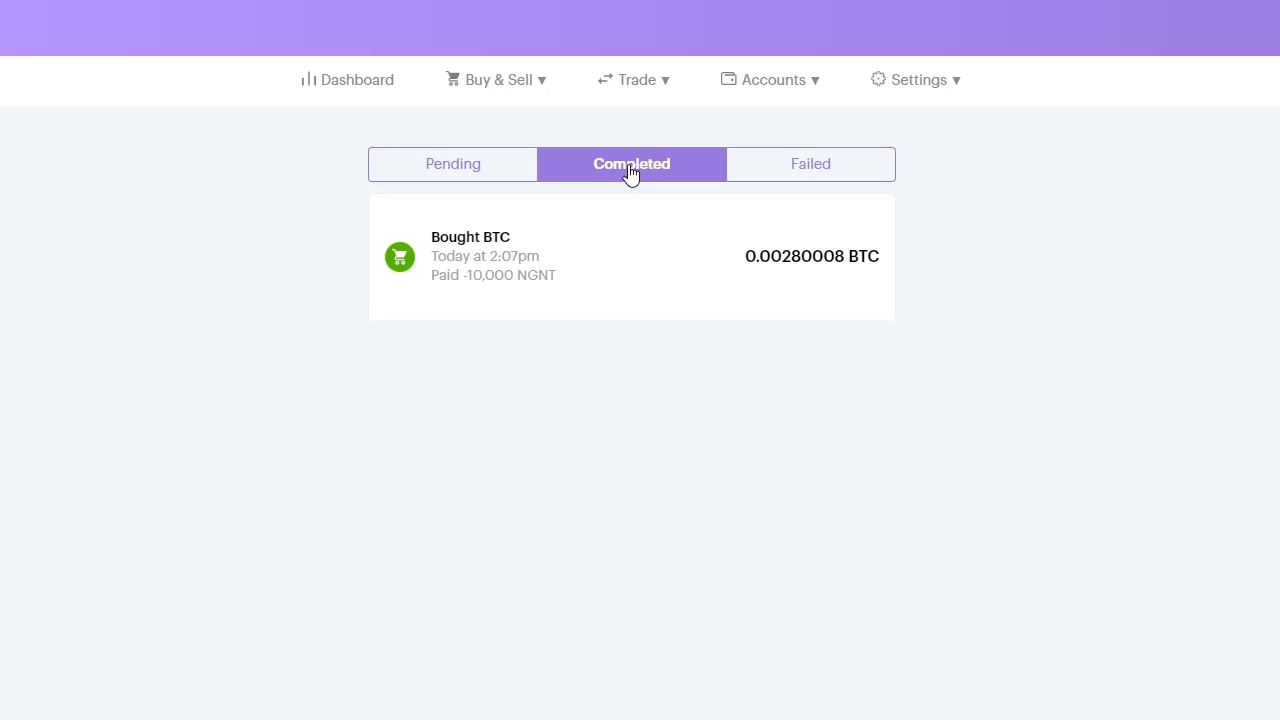 Dashboard Buy & Sell ▼ Trade ▼ Accounts ▼ Settings ▼
Pending Completed Failed
Bought BTC
Today at 2:07pm
0.00280008 BTC
Paid -10,000 NGNT